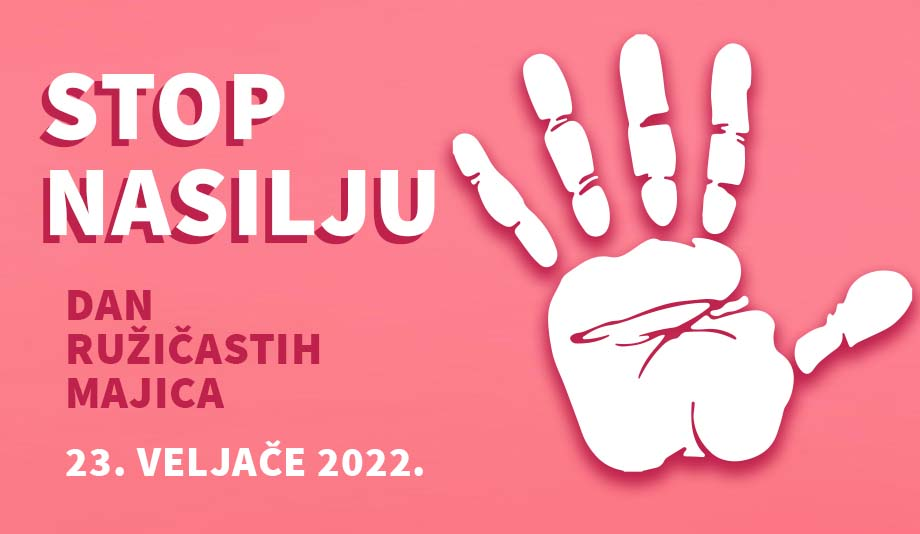 STOP
NASILJU
DAN
RUŽIČASTIH
MAJICA
23. VELJAČE 2022.